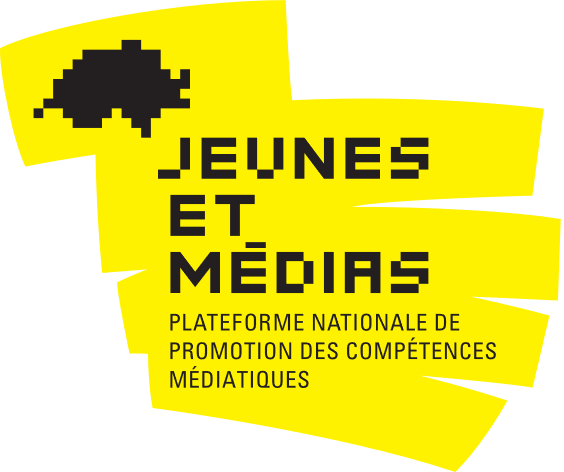 JEUNES
ET
MÉDIAS
PLATEFORME NATIONALE DE
PROMOTION DES COMPÉTENCES
MÉDIATIQUES